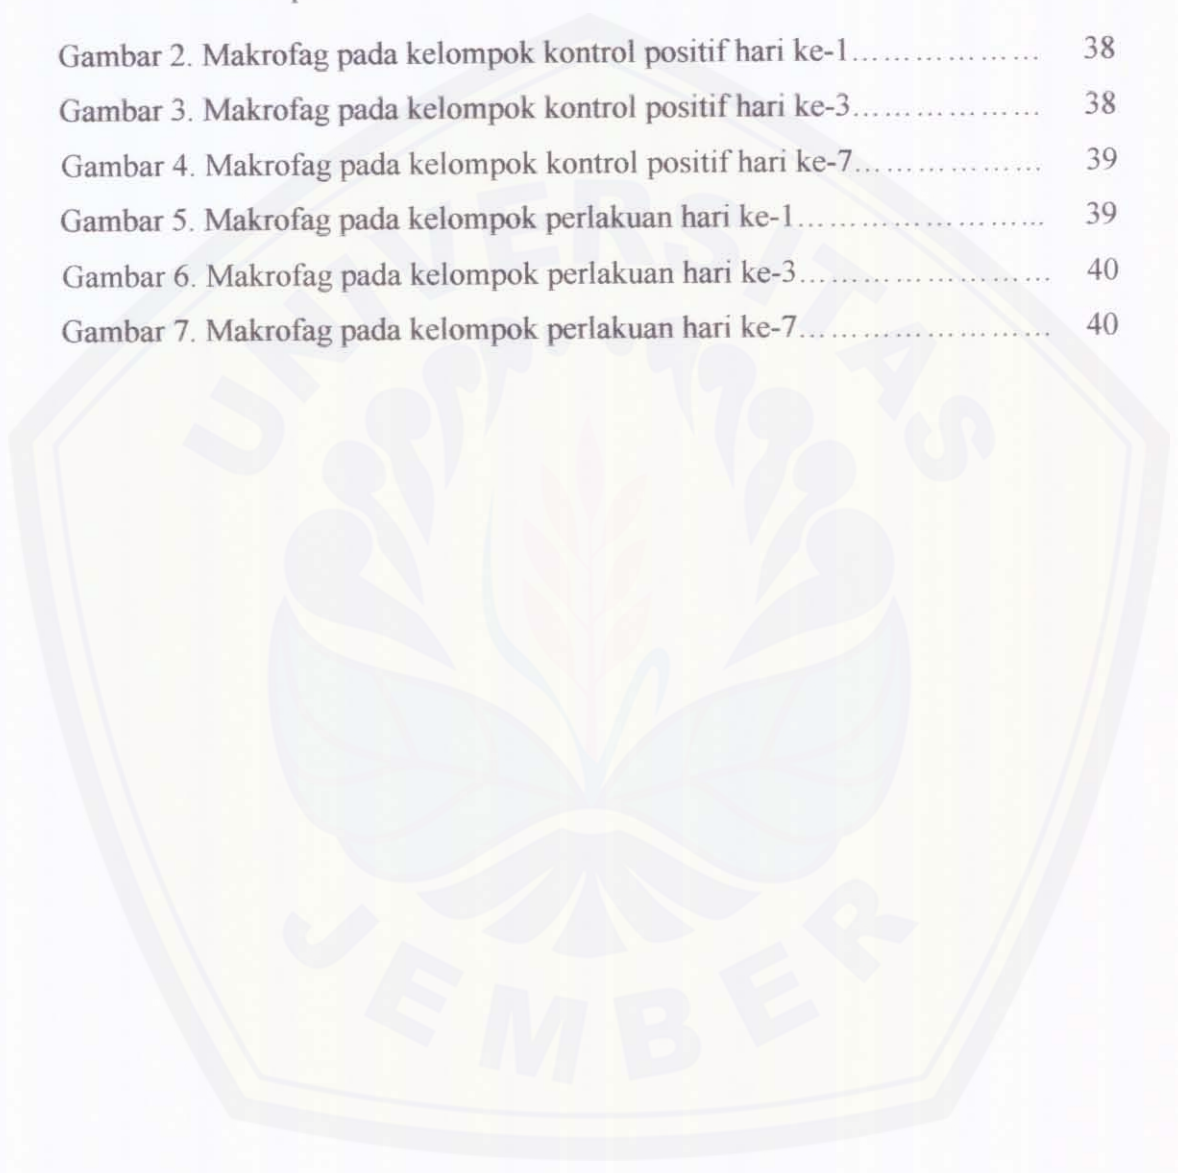 Gambar 2. Makrofag pada kelompok kontrol positif hari ke-1.................. 38
Gambar 3. Makrofag pada kelompok kontrol positif hari ke-3.................. 38
Gambar 4. Makrofag pada kelompok kontrol positif hari ke-7.................. 39
Gambar 5. Makrofag pada kelompok perlakuan hari ke-1........................ 39
Gambar 6. Makrofag pada kelompok perlakuan hari ke-3........................ 40
Gambar 7. Makrofag pada kelompok perlakuan hari ke-7........................ 40
UNIVERSITAS
JEMBER